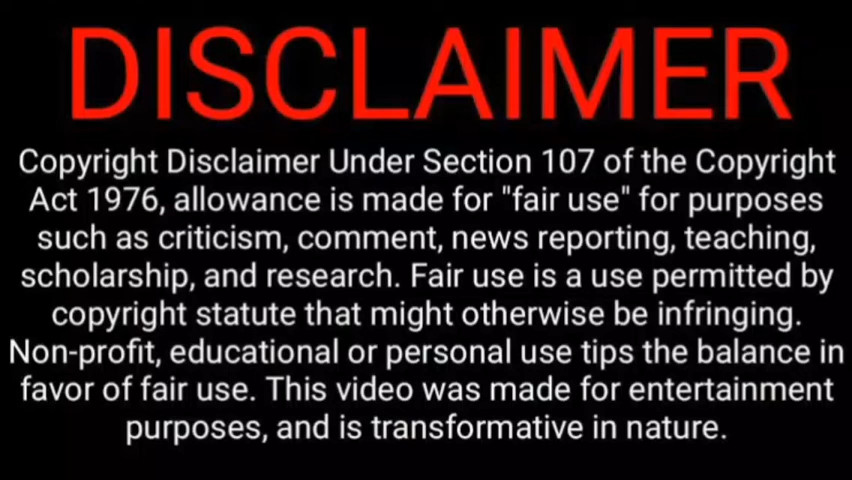 DISCLAIMER
Copyright Disclaimer Under Section 107 of the Copyright
Act 1976, allowance is made for "fair use" for purposes
such as criticism, comment, news reporting, teaching,
scholarship, and research. Fair use is a use permitted by
copyright statute that might otherwise be infringing.
Non-profit, educational or personal use tips the balance in
favor of fair use. This video was made for entertainment
purposes, and is transformative in nature.